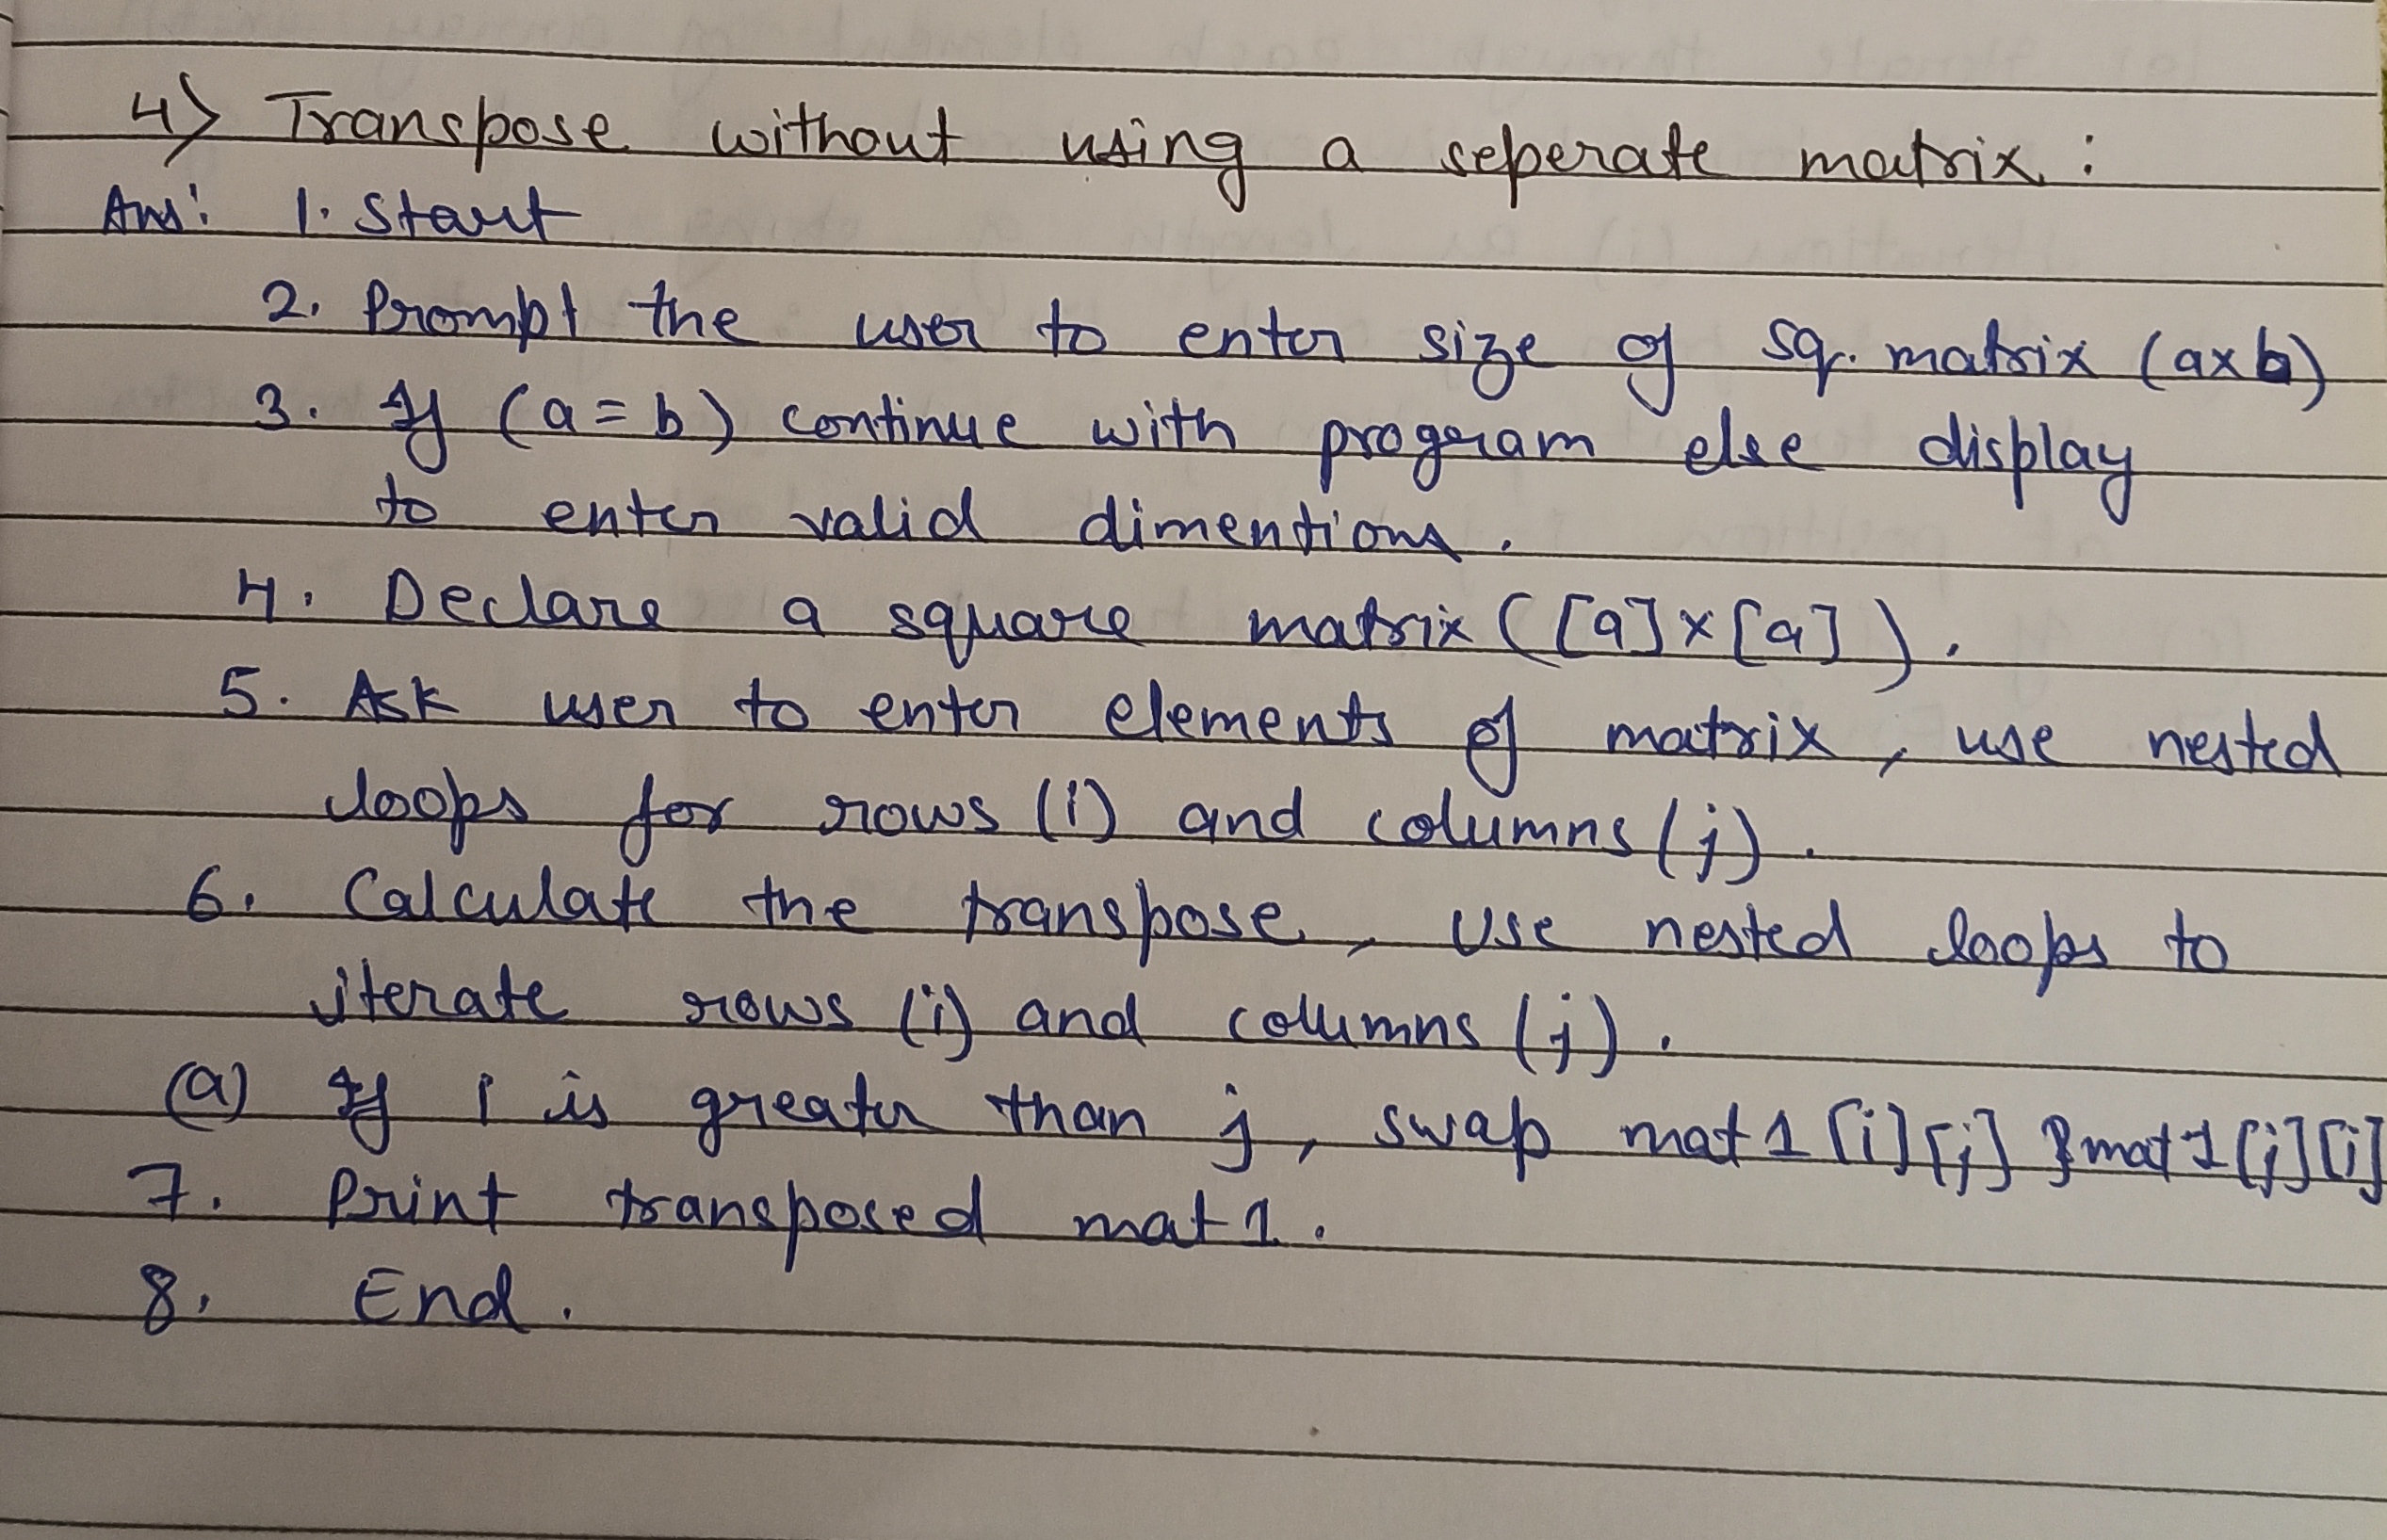 4) Transpose without using a seperate matrix :
Ans: 1. Start
2. Prompt the user to enter size of sq. matrix (axb)
3. If (a = b) continue with program else display
to enter valid dimentions.
4. Declare a square matrix ([a]x[a]).
5. Ask user to enter elements of matrix, use nested
loops for rows (i) and columns (j).
6. Calculate the transpose, use nested loops to
iterate rows (i) and columns (j).
(a) If i is greater than j, swap mat1[i][j] & mat1[j][i]
7. Print transposed mat1.
8. End.